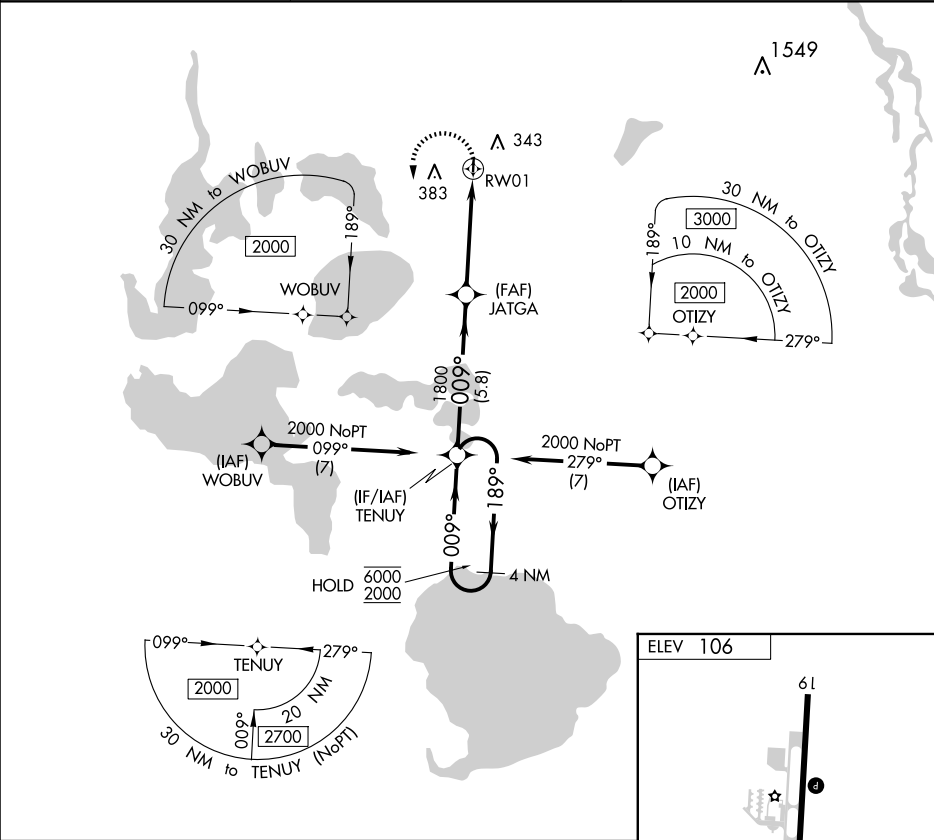 1549
343
383
RW01
30 NM to WOBUV
2000
189°
WOBUV
099°
30 NM to OTIZY
3000
10 NM to OTIZY
189°
2000
OTIZY
279°
(FAF)
JATGA
1800
009°
(5.8)
2000 NoPT
099°
(7)
(IAF)
WOBUV
2000 NoPT
279°
(7)
(IAF)
OTIZY
(IF/IAF)
TENUY
189°
009°
HOLD
6000
2000
4 NM
099°
279°
TENUY
2000
20 NM
009°
2700
30 NM to TENUY (NoPT)
ELEV 106
19
P